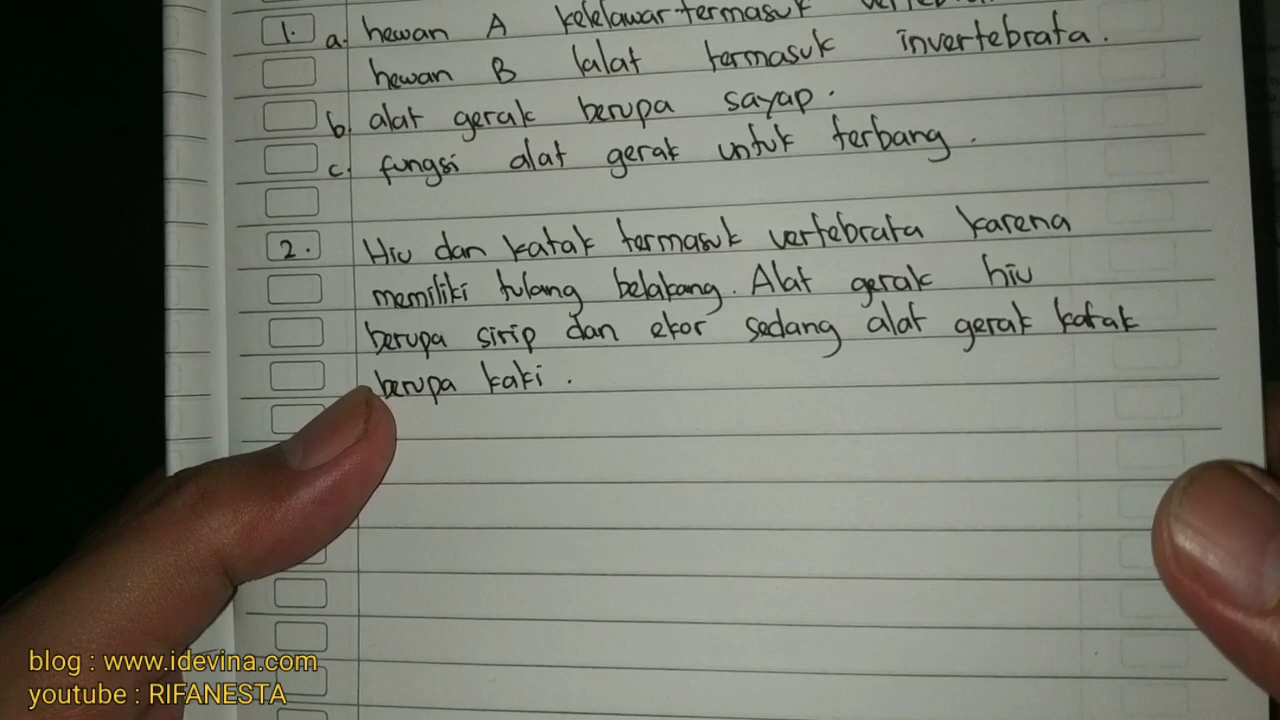 1. a. hewan A kelelawar termasuk
hewan B lalat termasuk invertebrata.
b. alat gerak berupa sayap.
c. fungsi alat gerak untuk terbang.
2. Hiu dan katak termasuk vertebrata karena
memiliki tulang belakang. Alat gerak hiu
berupa sirip dan ekor sedang alat gerak katak
berupa kaki.
blog : www.idevina.com
youtube : RIFANESTA